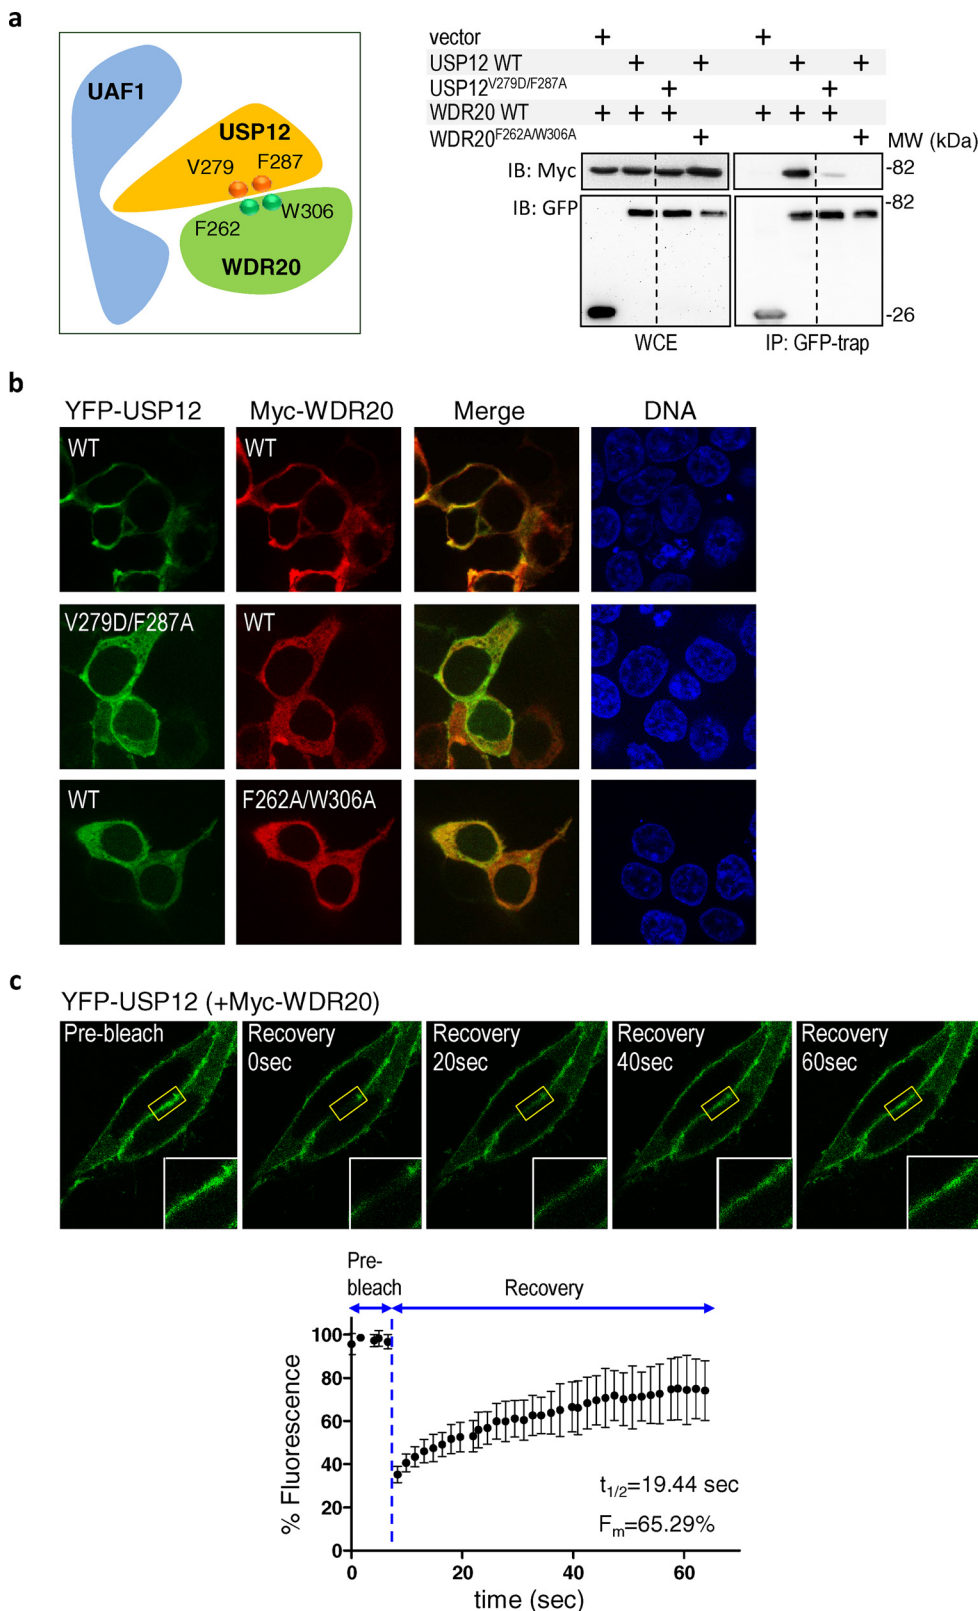 a
UAF1
USP12
V279
F287
F262
W306
WDR20
vector + +
USP12 WT + + + +
USP12V279D/F287A + +
WDR20 WT + + + + + +
WDR20F262A/W306A + + MW (kDa)
IB: Myc -82
IB: GFP -82
-26
WCE IP: GFP-trap
b
YFP-USP12 Myc-WDR20 Merge DNA
WT WT
V279D/F287A WT
WT F262A/W306A
c
YFP-USP12 (+Myc-WDR20)
Pre-bleach Recovery 0sec Recovery 20sec Recovery 40sec Recovery 60sec
Pre-bleach
Recovery
% Fluorescence
100
80
60
40
20
0
t1/2=19.44 sec
Fm=65.29%
0 20 40 60
time (sec)